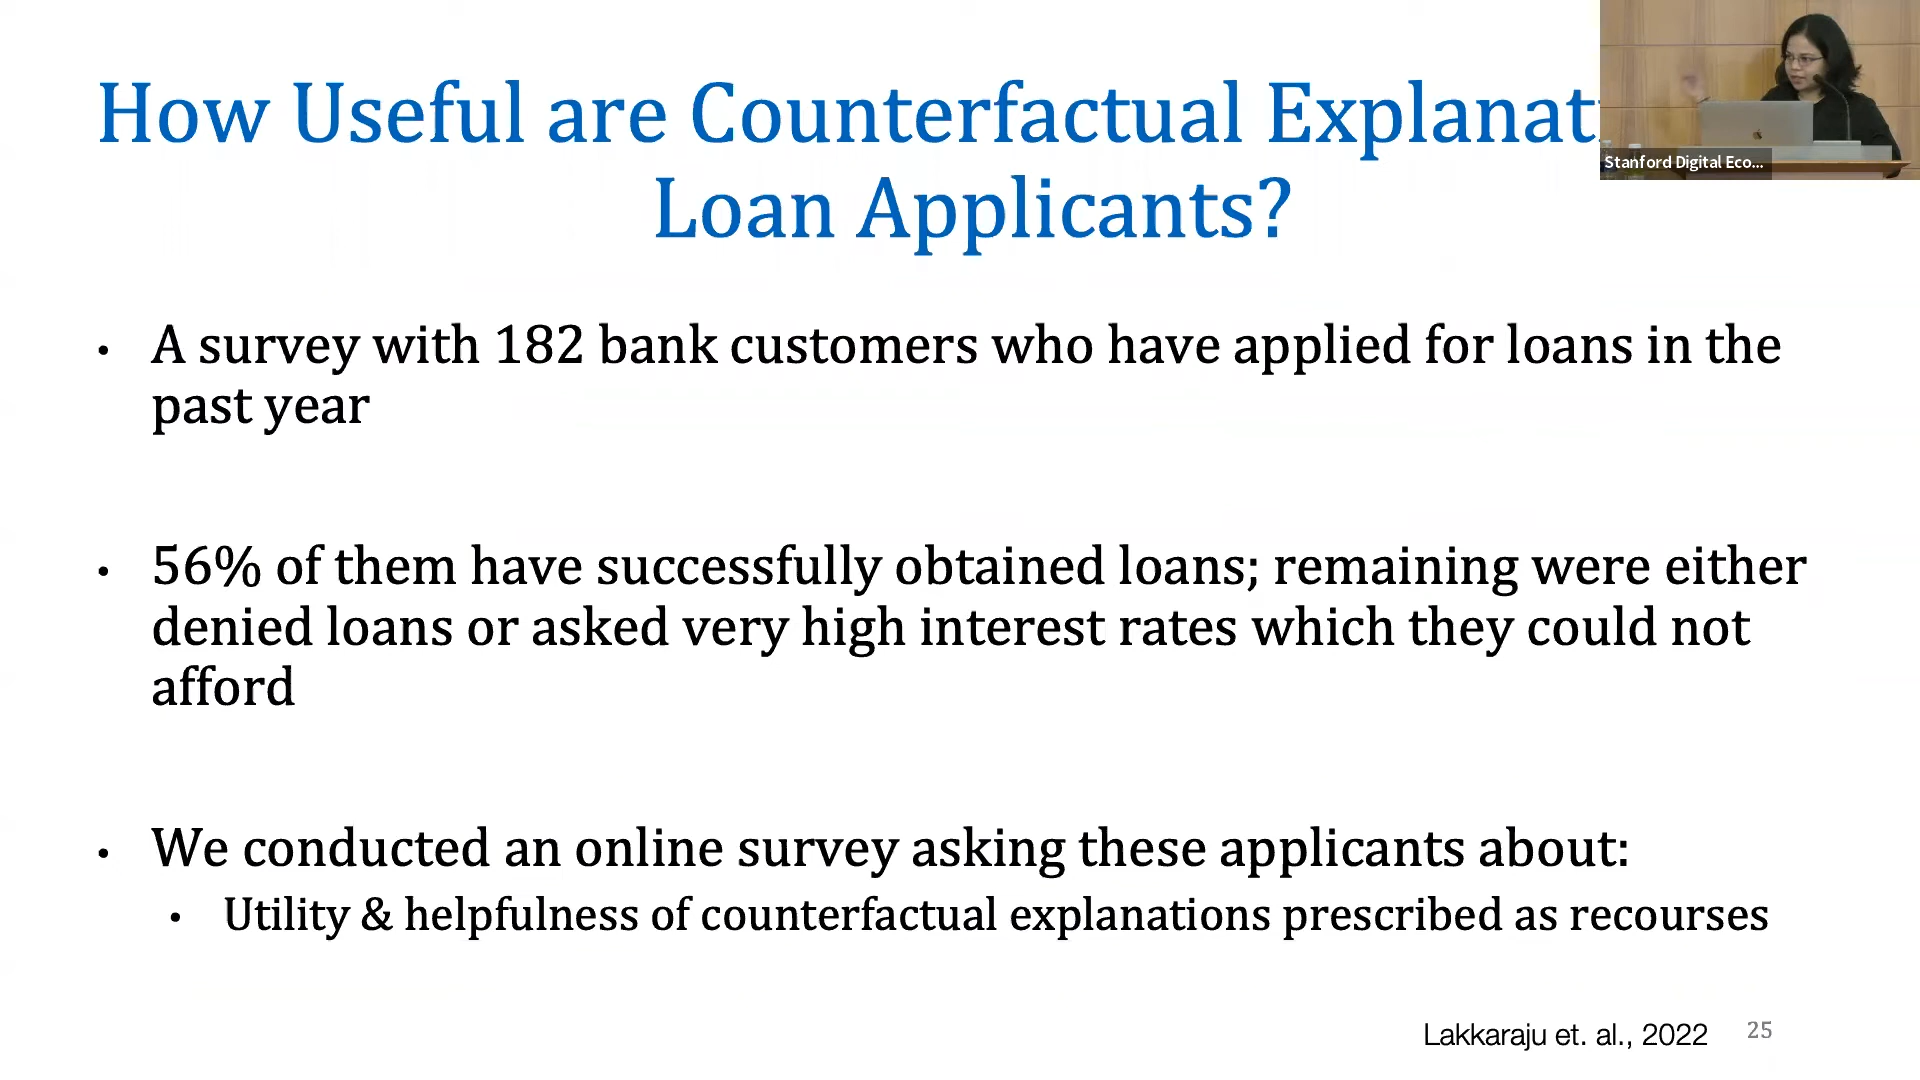 How Useful are Counterfactual Explanati
Loan Applicants?
Stanford Digital Eco...
• A survey with 182 bank customers who have applied for loans in the
past year
• 56% of them have successfully obtained loans; remaining were either
denied loans or asked very high interest rates which they could not
afford
• We conducted an online survey asking these applicants about:
• Utility & helpfulness of counterfactual explanations prescribed as recourses
Lakkaraju et. al., 2022
25